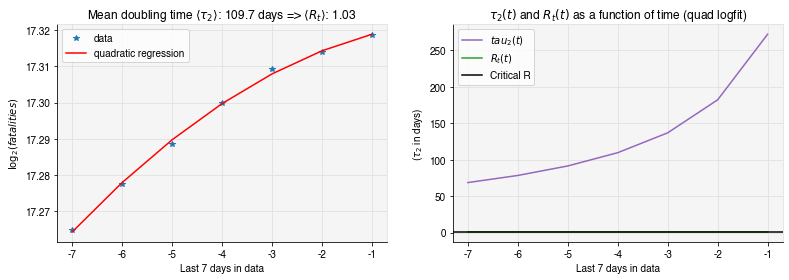 Mean doubling time ⟨τ₂⟩: 109.7 days => ⟨Rₜ⟩: 1.03
17.32
17.31
17.30
17.29
17.28
17.27
log₂(fatalities)
data
quadratic regression
-7 -6 -5 -4 -3 -2 -1
Last 7 days in data
τ₂(t) and Rₜ(t) as a function of time (quad logfit)
250
200
150
100
50
0
(τ₂ in days)
tau₂(t)
Rₜ(t)
Critical R
-7 -6 -5 -4 -3 -2 -1
Last 7 days in data